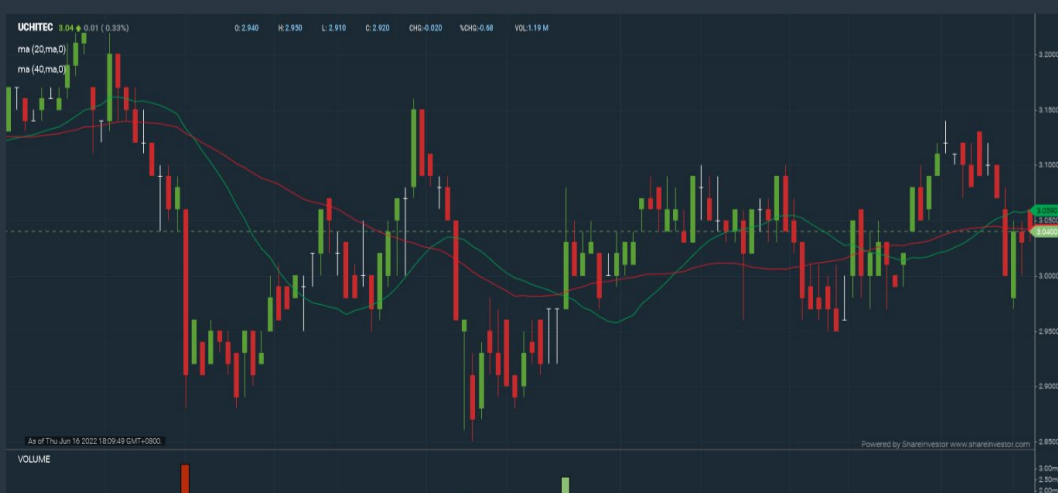 UCHITEC 3.04 0.01 ( 0.33%) O: 2.940 H: 2.950 L: 2.910 C: 2.920 CHG:-0.020 %CHG:-0.68 VOL:1.19 M
ma (20,ma,0)
ma (40,ma,0)
3.2000
3.1500
3.1000
3.0500
3.0400
3.0000
2.9500
2.9000
2.8500
As of Thu Jun 16 2022 18:09:49 GMT+0800.
Powered by ShareInvestor www.shareinvestor.com
VOLUME
3.00m
2.50m
2.00m